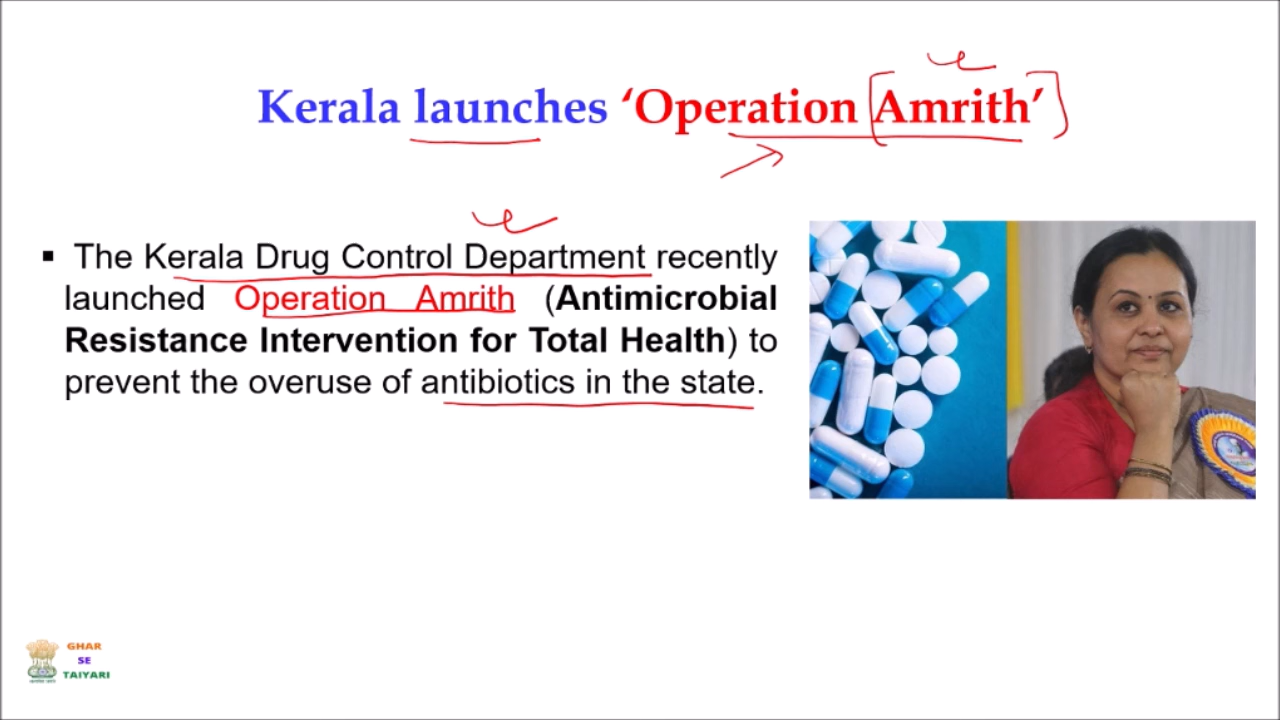 Kerala launches ‘Operation Amrith’
▪ The Kerala Drug Control Department recently
launched Operation Amrith (Antimicrobial
Resistance Intervention for Total Health) to
prevent the overuse of antibiotics in the state.
GHAR
SE
TAIYARI